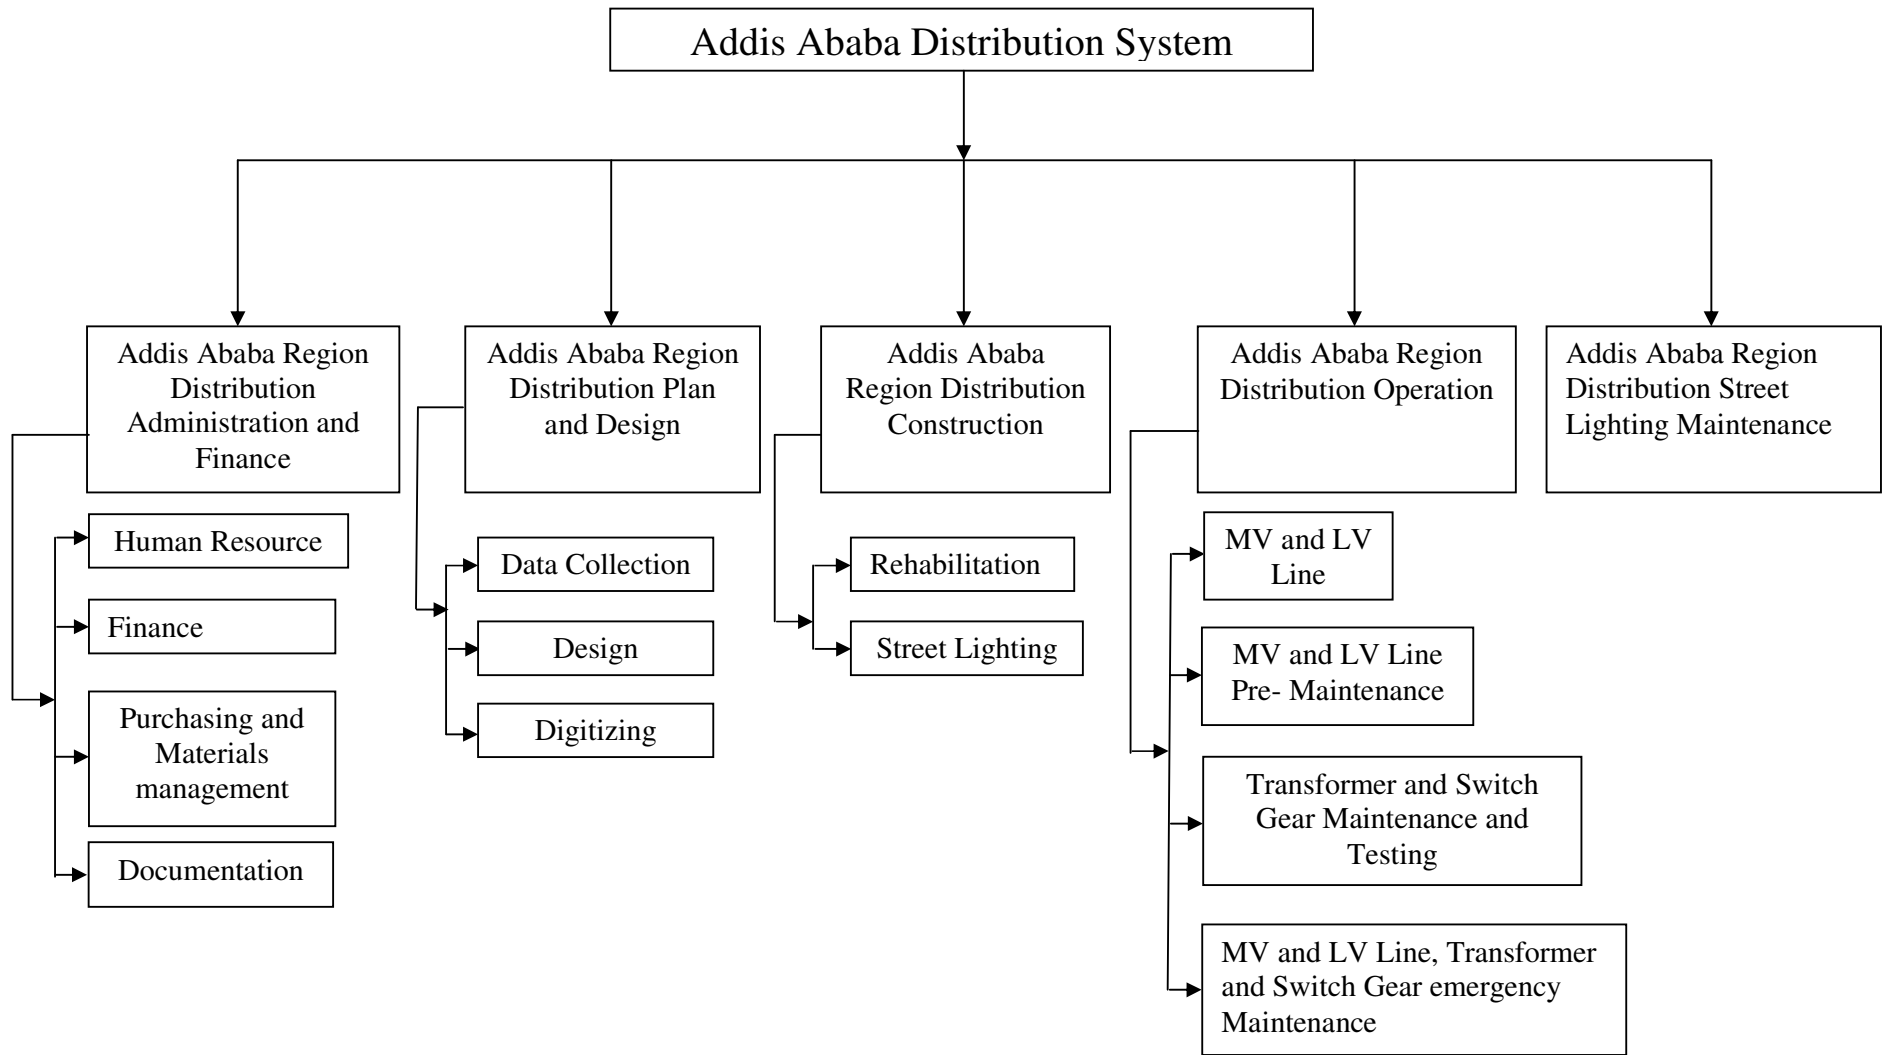 Addis Ababa Distribution System
Addis Ababa Region
Distribution
Administration and
Finance
Human Resource
Finance
Purchasing and
Materials
management
Documentation
Addis Ababa Region
Distribution Plan
and Design
Data Collection
Design
Digitizing
Addis Ababa
Region Distribution
Construction
Rehabilitation
Street Lighting
Addis Ababa Region
Distribution Operation
MV and LV
Line
MV and LV Line
Pre- Maintenance
Transformer and Switch
Gear Maintenance and
Testing
MV and LV Line, Transformer
and Switch Gear emergency
Maintenance
Addis Ababa Region
Distribution Street
Lighting Maintenance